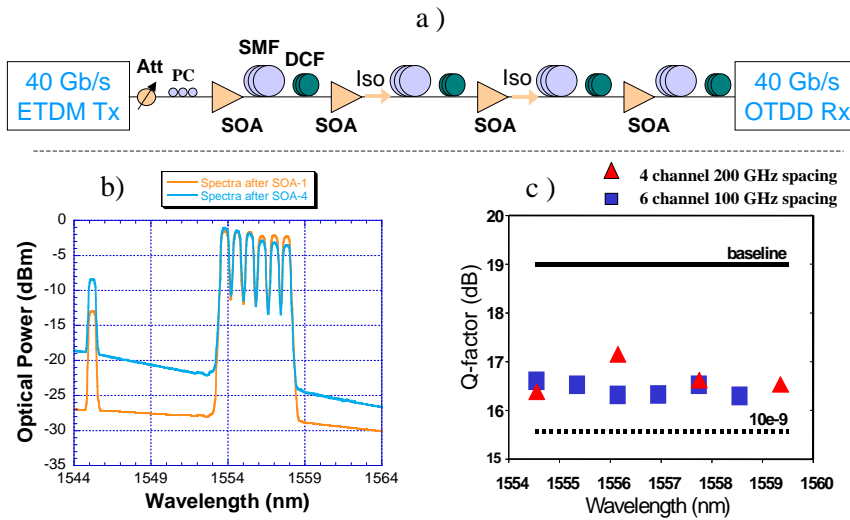 a )
40 Gb/s
ETDM Tx
Att
PC
SOA
SMF
DCF
SOA
Iso
SOA
Iso
SOA
40 Gb/s
OTDD Rx
b )
Spectra after SOA-1
Spectra after SOA-4
Optical Power (dBm)
0
-5
-10
-15
-20
-25
-30
-35
1544
1549
1554
1559
1564
Wavelength (nm)
c )
4 channel 200 GHz spacing
6 channel 100 GHz spacing
Q-factor (dB)
20
19
18
17
16
15
baseline
10e-9
1554
1555
1556
1557
1558
1559
1560
Wavelength (nm)